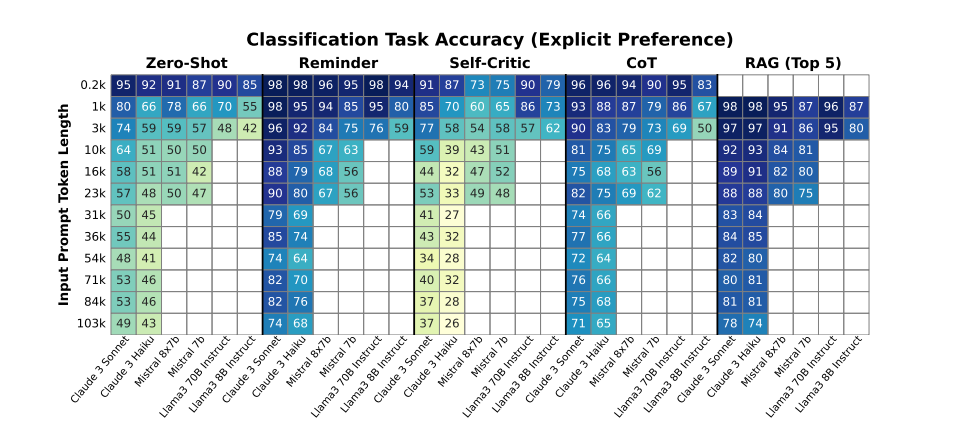 Classification Task Accuracy (Explicit Preference)
Zero-Shot Reminder Self-Critic CoT RAG (Top 5)
Input Prompt Token Length
0.2k 95 92 91 87 90 85 98 98 96 95 98 94 91 87 73 75 90 79 96 96 94 90 95 83
1k 80 66 78 66 70 55 98 95 94 85 95 80 85 70 60 65 86 73 93 88 87 79 86 67 98 98 95 87 96 87
3k 74 59 59 57 48 42 96 92 84 75 76 59 77 58 54 58 57 62 90 83 79 73 69 50 97 97 91 86 95 80
10k 64 51 50 50 93 85 67 63 59 39 43 51 81 75 65 69 92 93 84 81
16k 58 51 51 42 88 79 68 56 44 32 47 52 75 68 63 56 89 91 82 80
23k 57 48 50 47 90 80 67 56 53 33 49 48 82 75 69 62 88 88 80 75
31k 50 45 79 69 41 27 74 66 83 84
36k 55 44 85 74 43 32 77 66 84 85
54k 48 41 74 64 34 28 72 64 82 80
71k 53 46 82 70 40 32 76 66 80 81
84k 53 46 82 76 37 28 75 68 81 81
103k 49 43 74 68 37 26 71 65 78 74
Claude 3 Sonnet Claude 3 Haiku Mistral 8x7b Mistral 7b Llama3 70B Instruct Llama3 8B Instruct Claude 3 Sonnet Claude 3 Haiku Mistral 8x7b Mistral 7b Llama3 70B Instruct Llama3 8B Instruct Claude 3 Sonnet Claude 3 Haiku Mistral 8x7b Mistral 7b Llama3 70B Instruct Llama3 8B Instruct Claude 3 Sonnet Claude 3 Haiku Mistral 8x7b Mistral 7b Llama3 70B Instruct Llama3 8B Instruct Claude 3 Sonnet Claude 3 Haiku Mistral 8x7b Mistral 7b Llama3 70B Instruct Llama3 8B Instruct